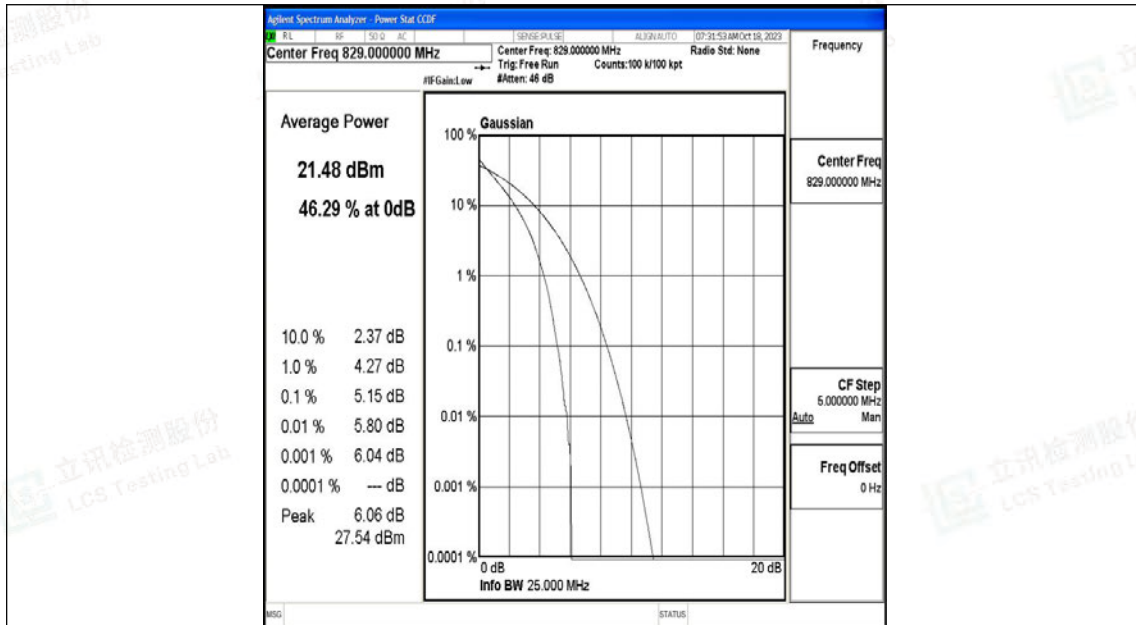 Agilent Spectrum Analyzer - Power Stat CCDF
RL RF 50 Ω AC SENSE:PULSE ALIGNAUTO 07:31:53 AM Oct 18, 2023
Center Freq 829.000000 MHz
Center Freq: 829.000000 MHz Radio Std: None
Trig: Free Run Counts:100 k/100 kpt
#IFGain:Low #Atten: 46 dB
Frequency
Average Power
21.48 dBm
46.29 % at 0dB
10.0 % 2.37 dB
1.0 % 4.27 dB
0.1 % 5.15 dB
0.01 % 5.80 dB
0.001 % 6.04 dB
0.0001 % --- dB
Peak 6.06 dB
27.54 dBm
Gaussian
100 %
10 %
1 %
0.1 %
0.01 %
0.001 %
0.0001 %
0 dB 20 dB
Info BW 25.000 MHz
Center Freq
829.000000 MHz
CF Step
5.000000 MHz
Auto Man
Freq Offset
0 Hz
MSG STATUS
立讯检测股份
LCS Testing Lab